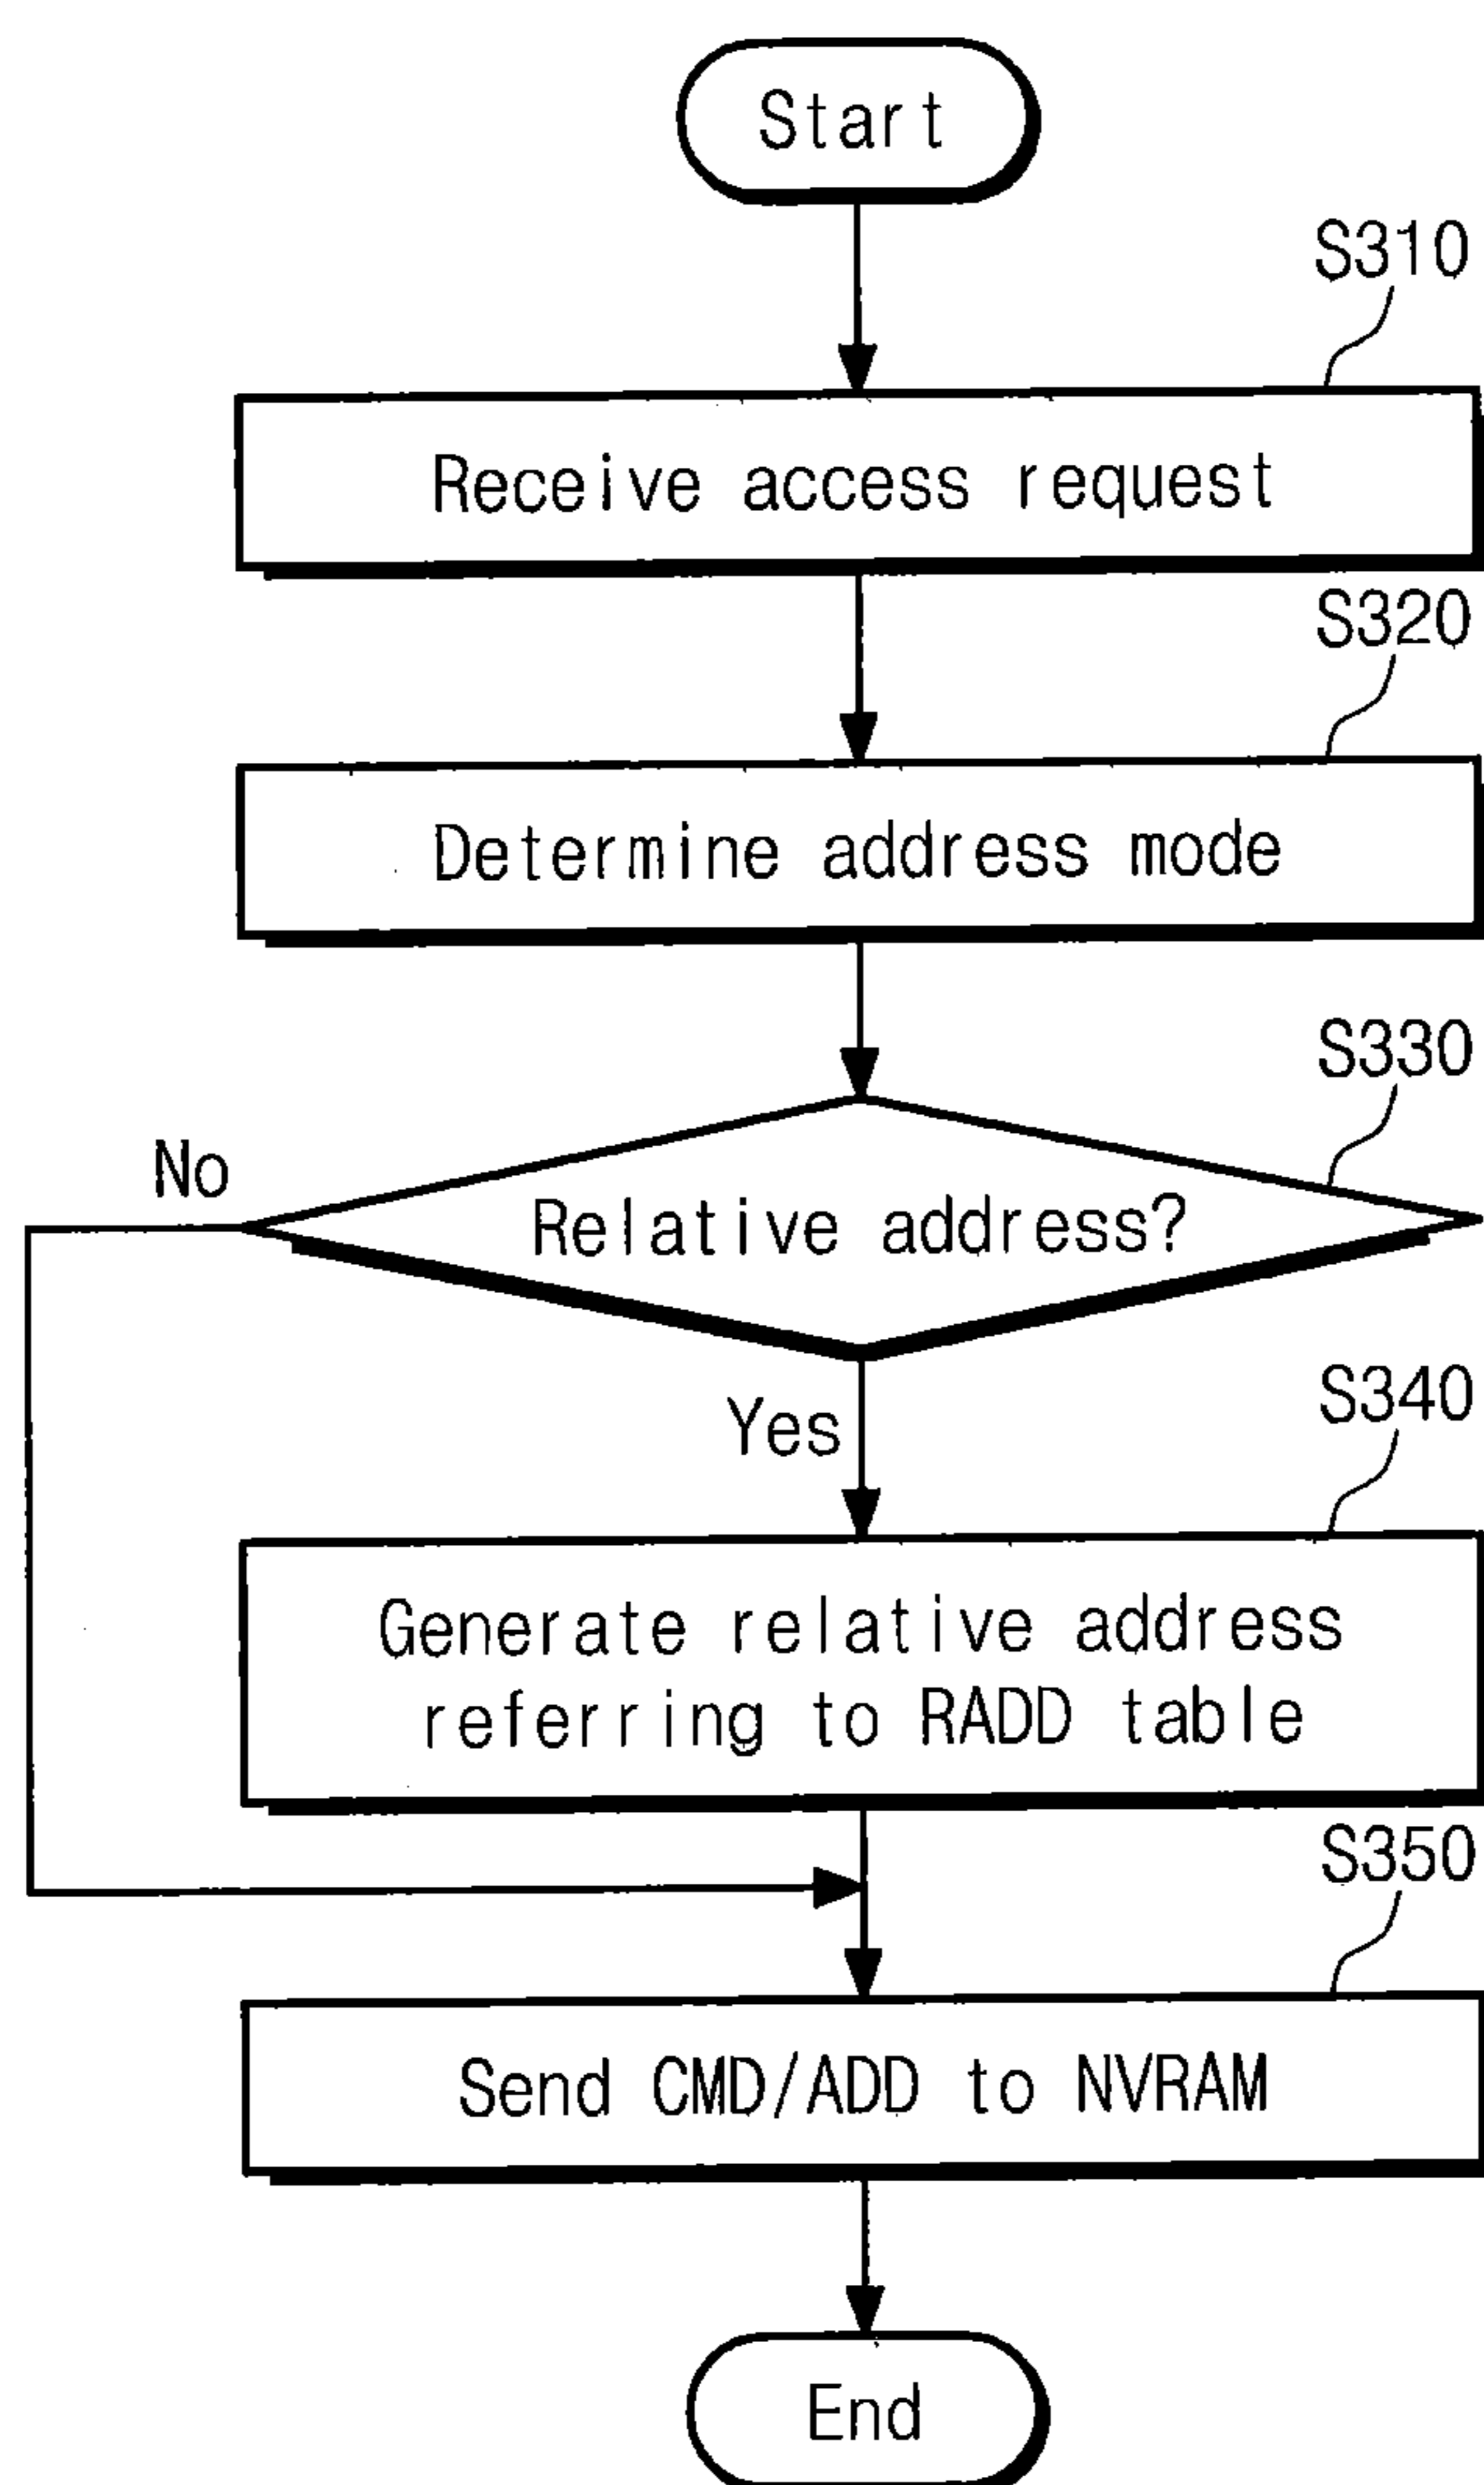 Start
S310
Receive access request
S320
Determine address mode
S330
No
Relative address?
Yes
S340
Generate relative address
referring to RADD table
S350
Send CMD/ADD to NVRAM
End